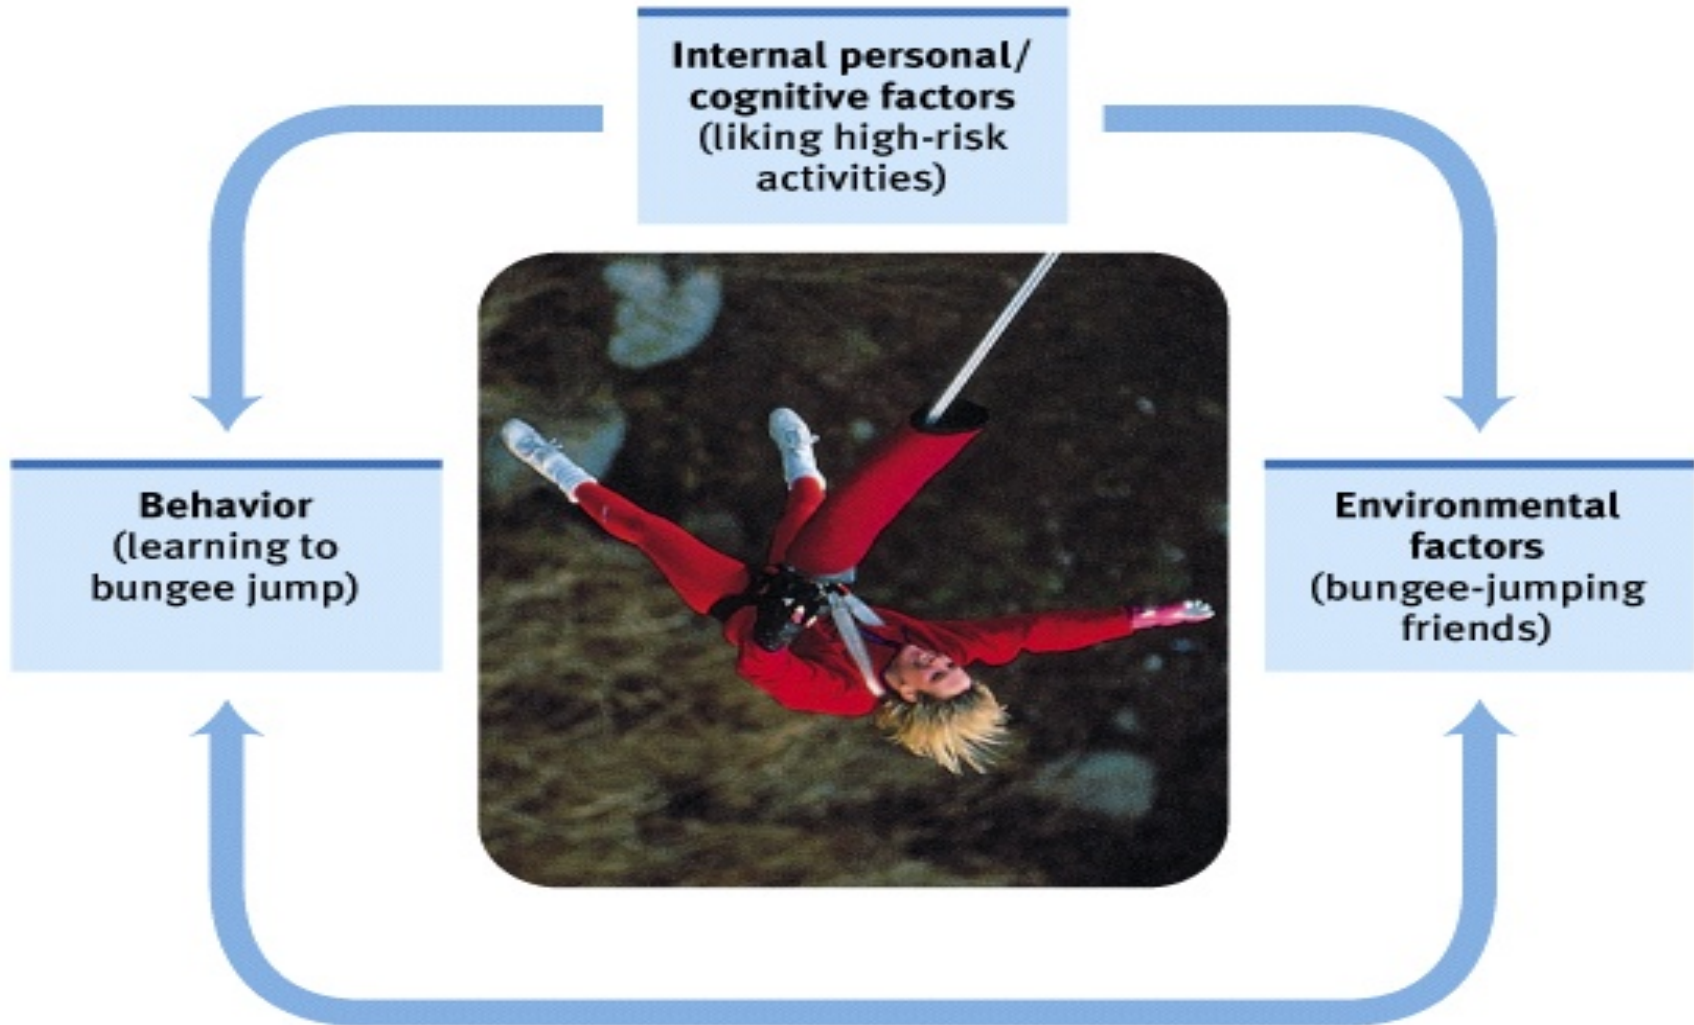 Internal personal/
cognitive factors
(liking high-risk
activities)
Behavior
(learning to
bungee jump)
Environmental
factors
(bungee-jumping
friends)